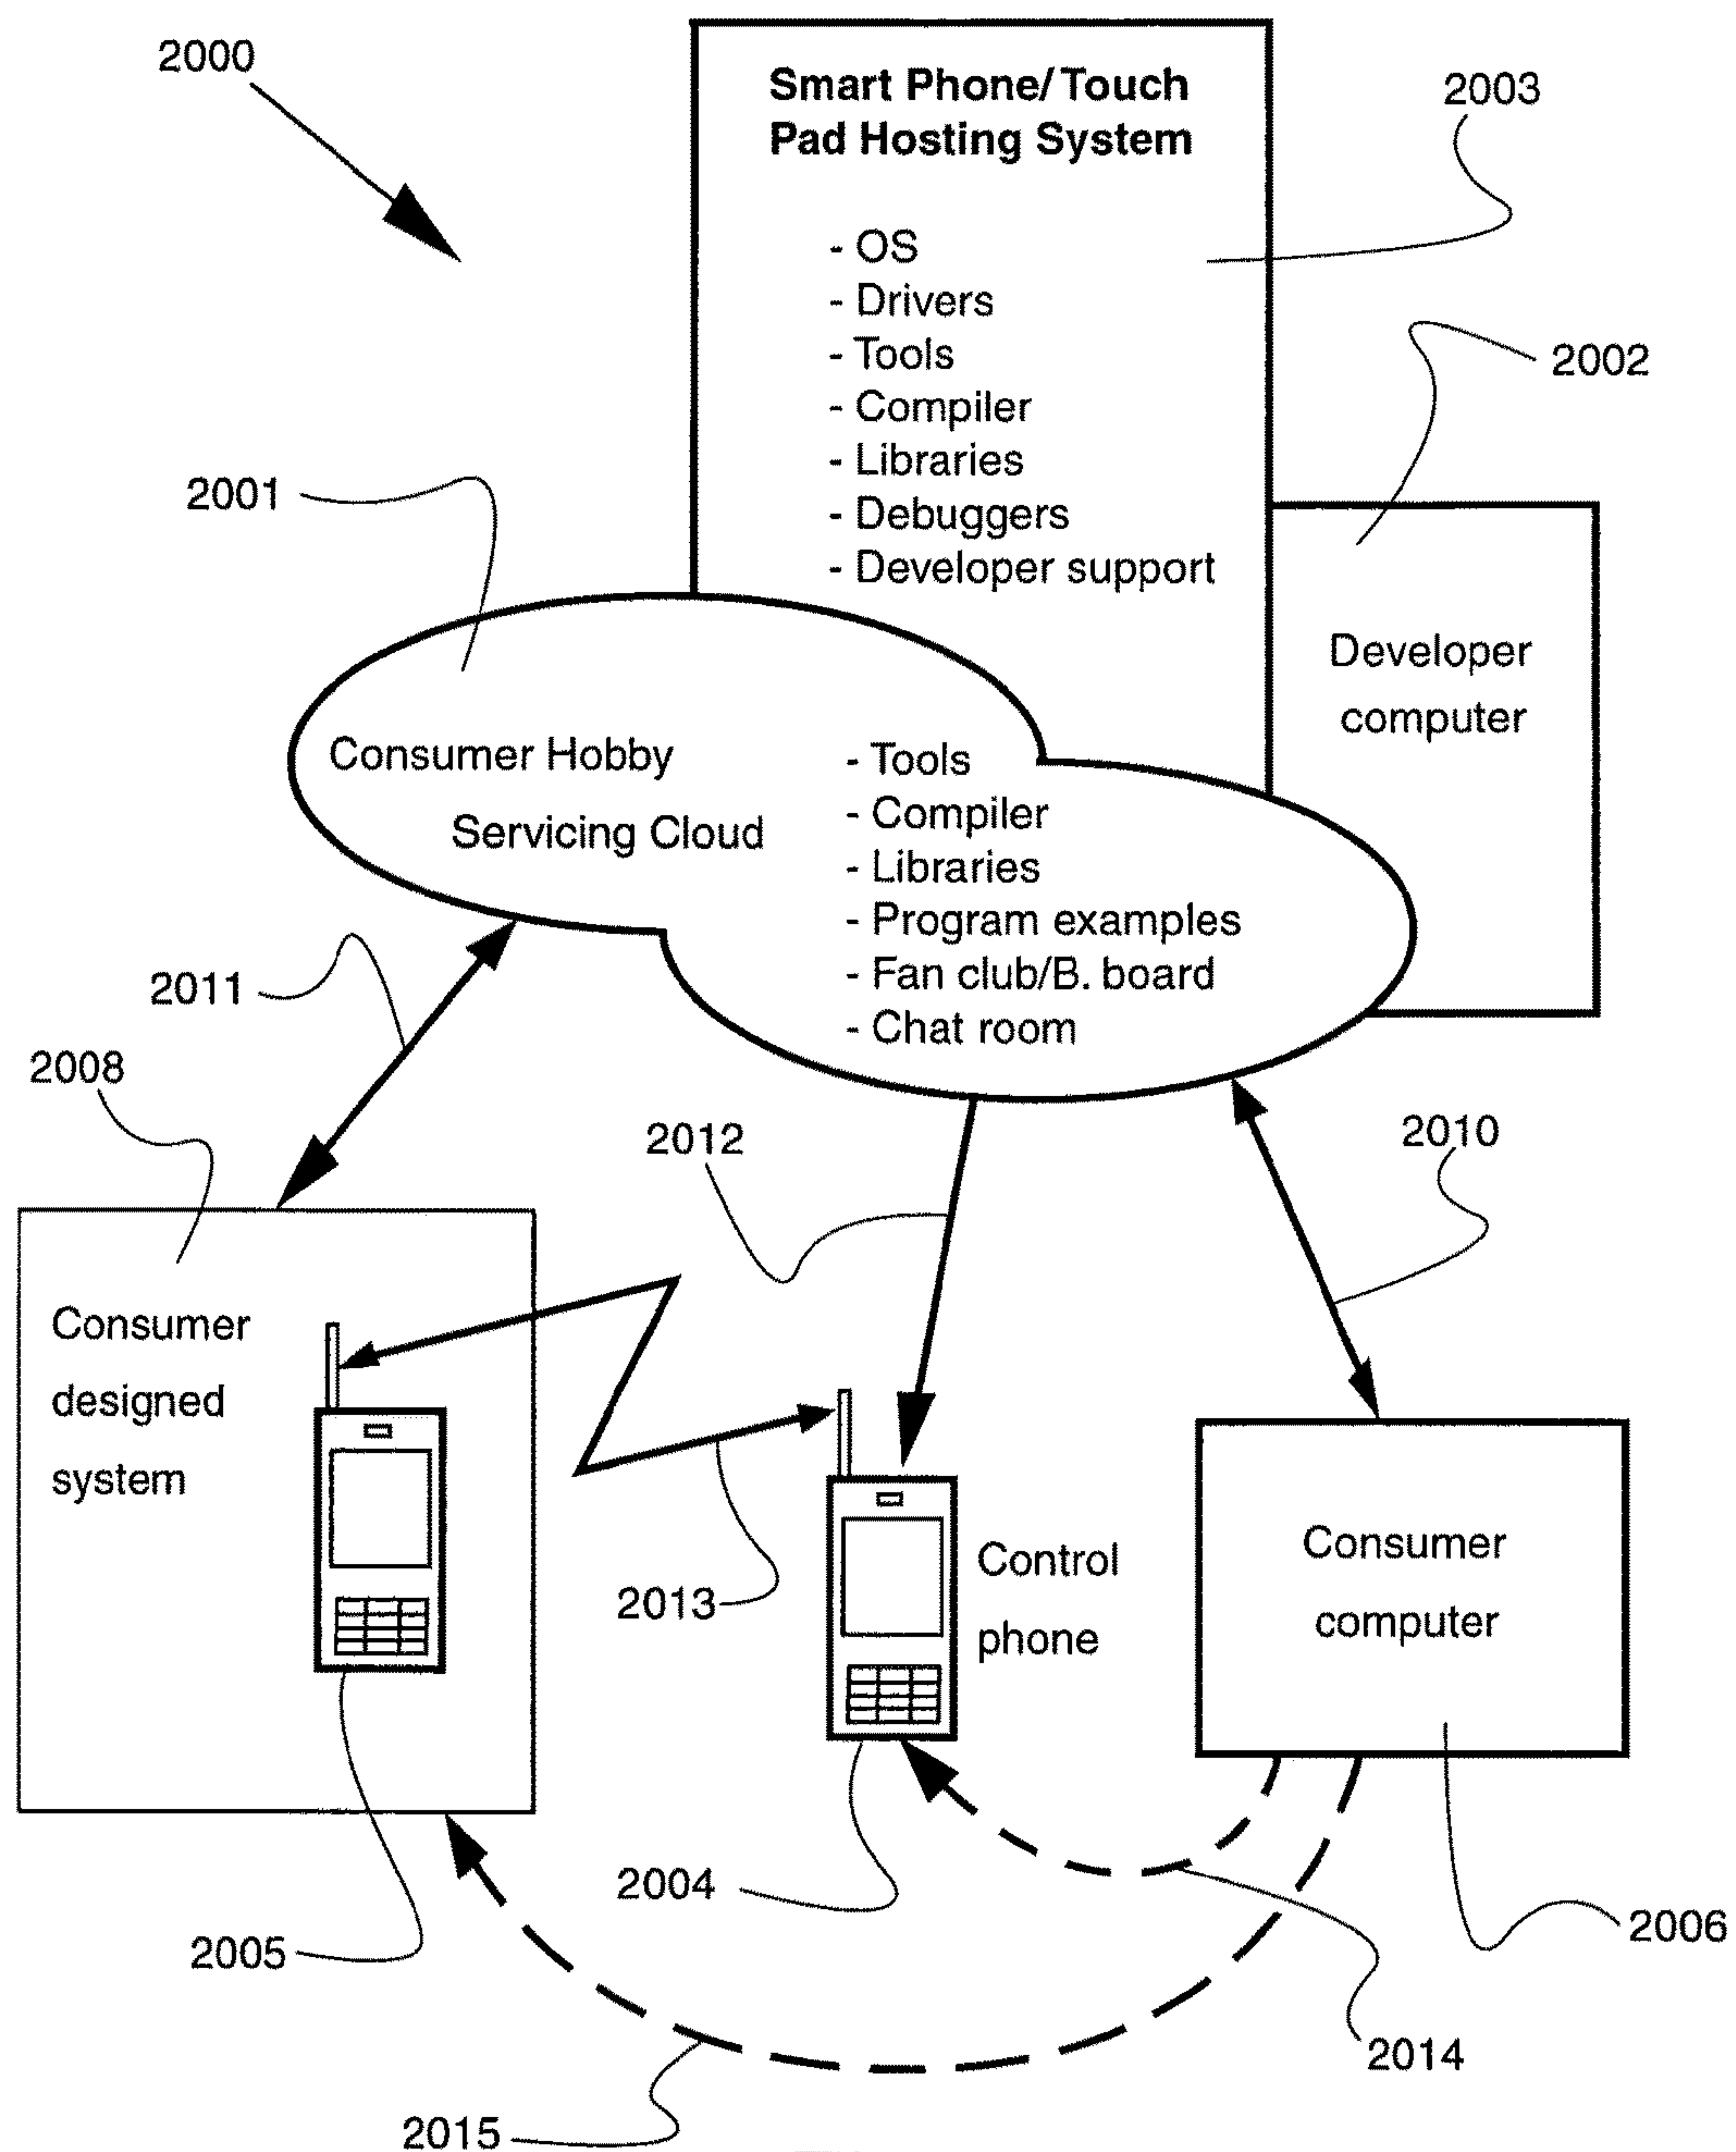 2000
Smart Phone/ Touch
Pad Hosting System
2003
- OS
- Drivers
- Tools
- Compiler
- Libraries
- Debuggers
- Developer support
2002
2001
Developer
computer
Consumer Hobby
Servicing Cloud
- Tools
- Compiler
- Libraries
- Program examples
- Fan club/B. board
- Chat room
2011
2008
2012
2010
Consumer
designed
system
2013
Control
phone
Consumer
computer
2004
2005
2006
2014
2015